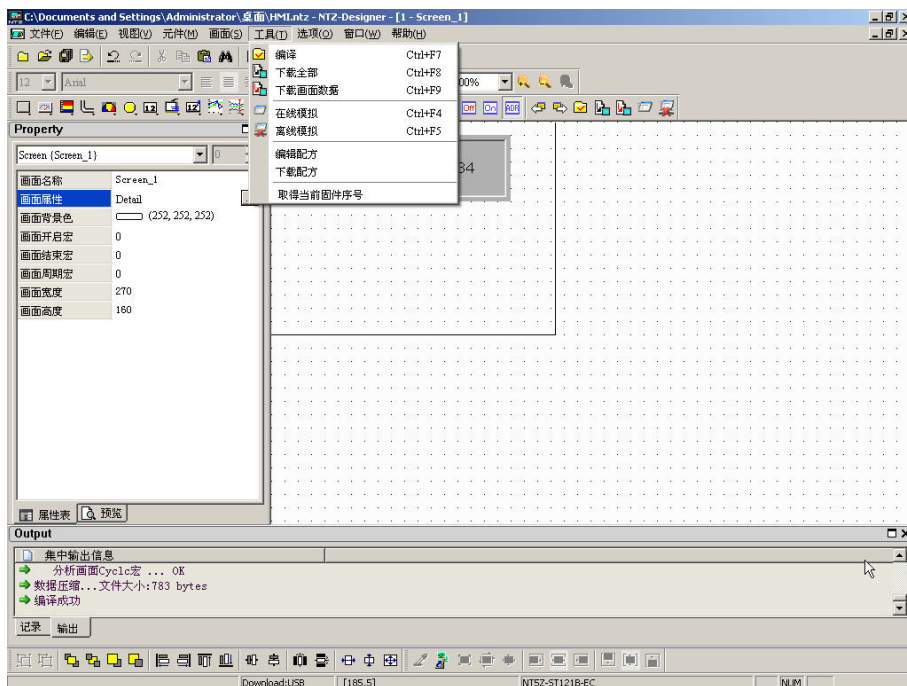 C:\Documents and Settings\Administrator\桌面\HMI.ntz - NTZ-Designer - [1 - Screen_1]
文件(F) 编辑(E) 视图(V) 元件(M) 画面(S) 工具(T) 选项(O) 窗口(W) 帮助(H)
编译 Ctrl+F7
下载全部 Ctrl+F8
下载画面数据 Ctrl+F9
在线模拟 Ctrl+F4
离线模拟 Ctrl+F5
编辑配方
下载配方
取得当前固件序号
12 Arial 00%
Off On ADR
34
Property
Screen {Screen_1} 0
画面名称 Screen_1
画面属性 Detail
画面背景色 (252, 252, 252)
画面开启宏 0
画面结束宏 0
画面周期宏 0
画面宽度 270
画面高度 160
属性表 预览
Output
集中输出信息
分析画面Cyclc宏 ... OK
数据压缩...文件大小:783 bytes
编译成功
记录 输出
Download:USB [185.5] NT5Z-ST121B-EC NUM